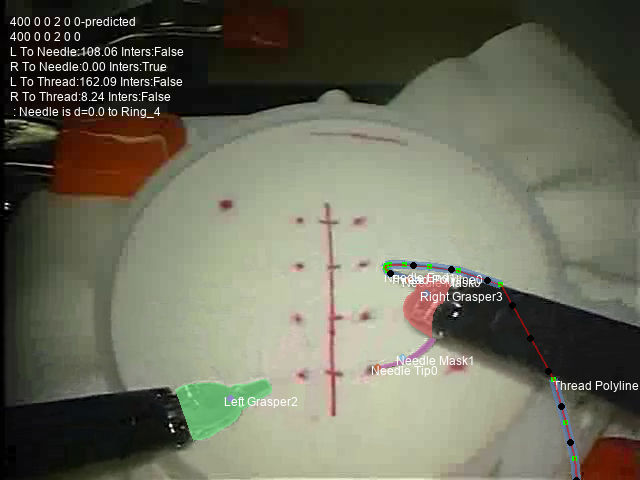 400 0 0 2 0 0-predicted
400 0 0 2 0 0
L To Needle:108.06 Inters:False
R To Needle:0.00 Inters:True
L To Thread:162.09 Inters:False
R To Thread:8.24 Inters:False
: Needle is d=0.0 to Ring_4
Right Grasper3
Needle Mask1
Needle Tip0
Thread Polyline
Left Grasper2